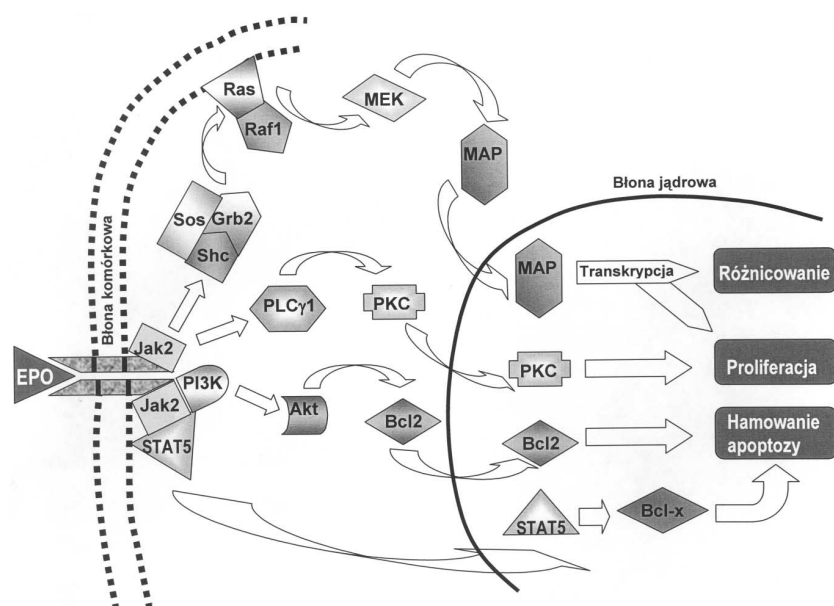 Ras
Raf1
MEK
MAP
Błona jądrowa
Błona komórkowa
Sos
Grb2
Shc
MAP
Transkrypcja
Różnicowanie
PLCγ1
PKC
Jak2
EPO
PI3K
PKC
Proliferacja
Jak2
Akt
Bcl2
Bcl2
Hamowanie
apoptozy
STAT5
STAT5
Bcl-x